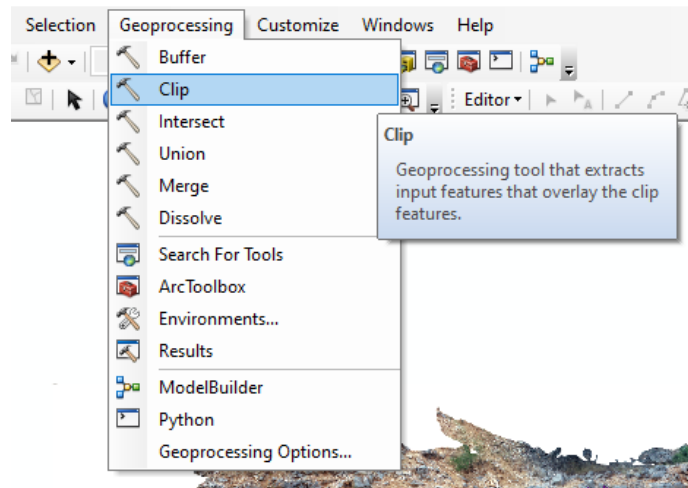 Selection Geoprocessing Customize Windows Help
Buffer
Clip
Editor
Intersect
Union
Merge
Dissolve
Clip
Geoprocessing tool that extracts
input features that overlay the clip
features.
Search For Tools
ArcToolbox
Environments...
Results
ModelBuilder
Python
Geoprocessing Options...